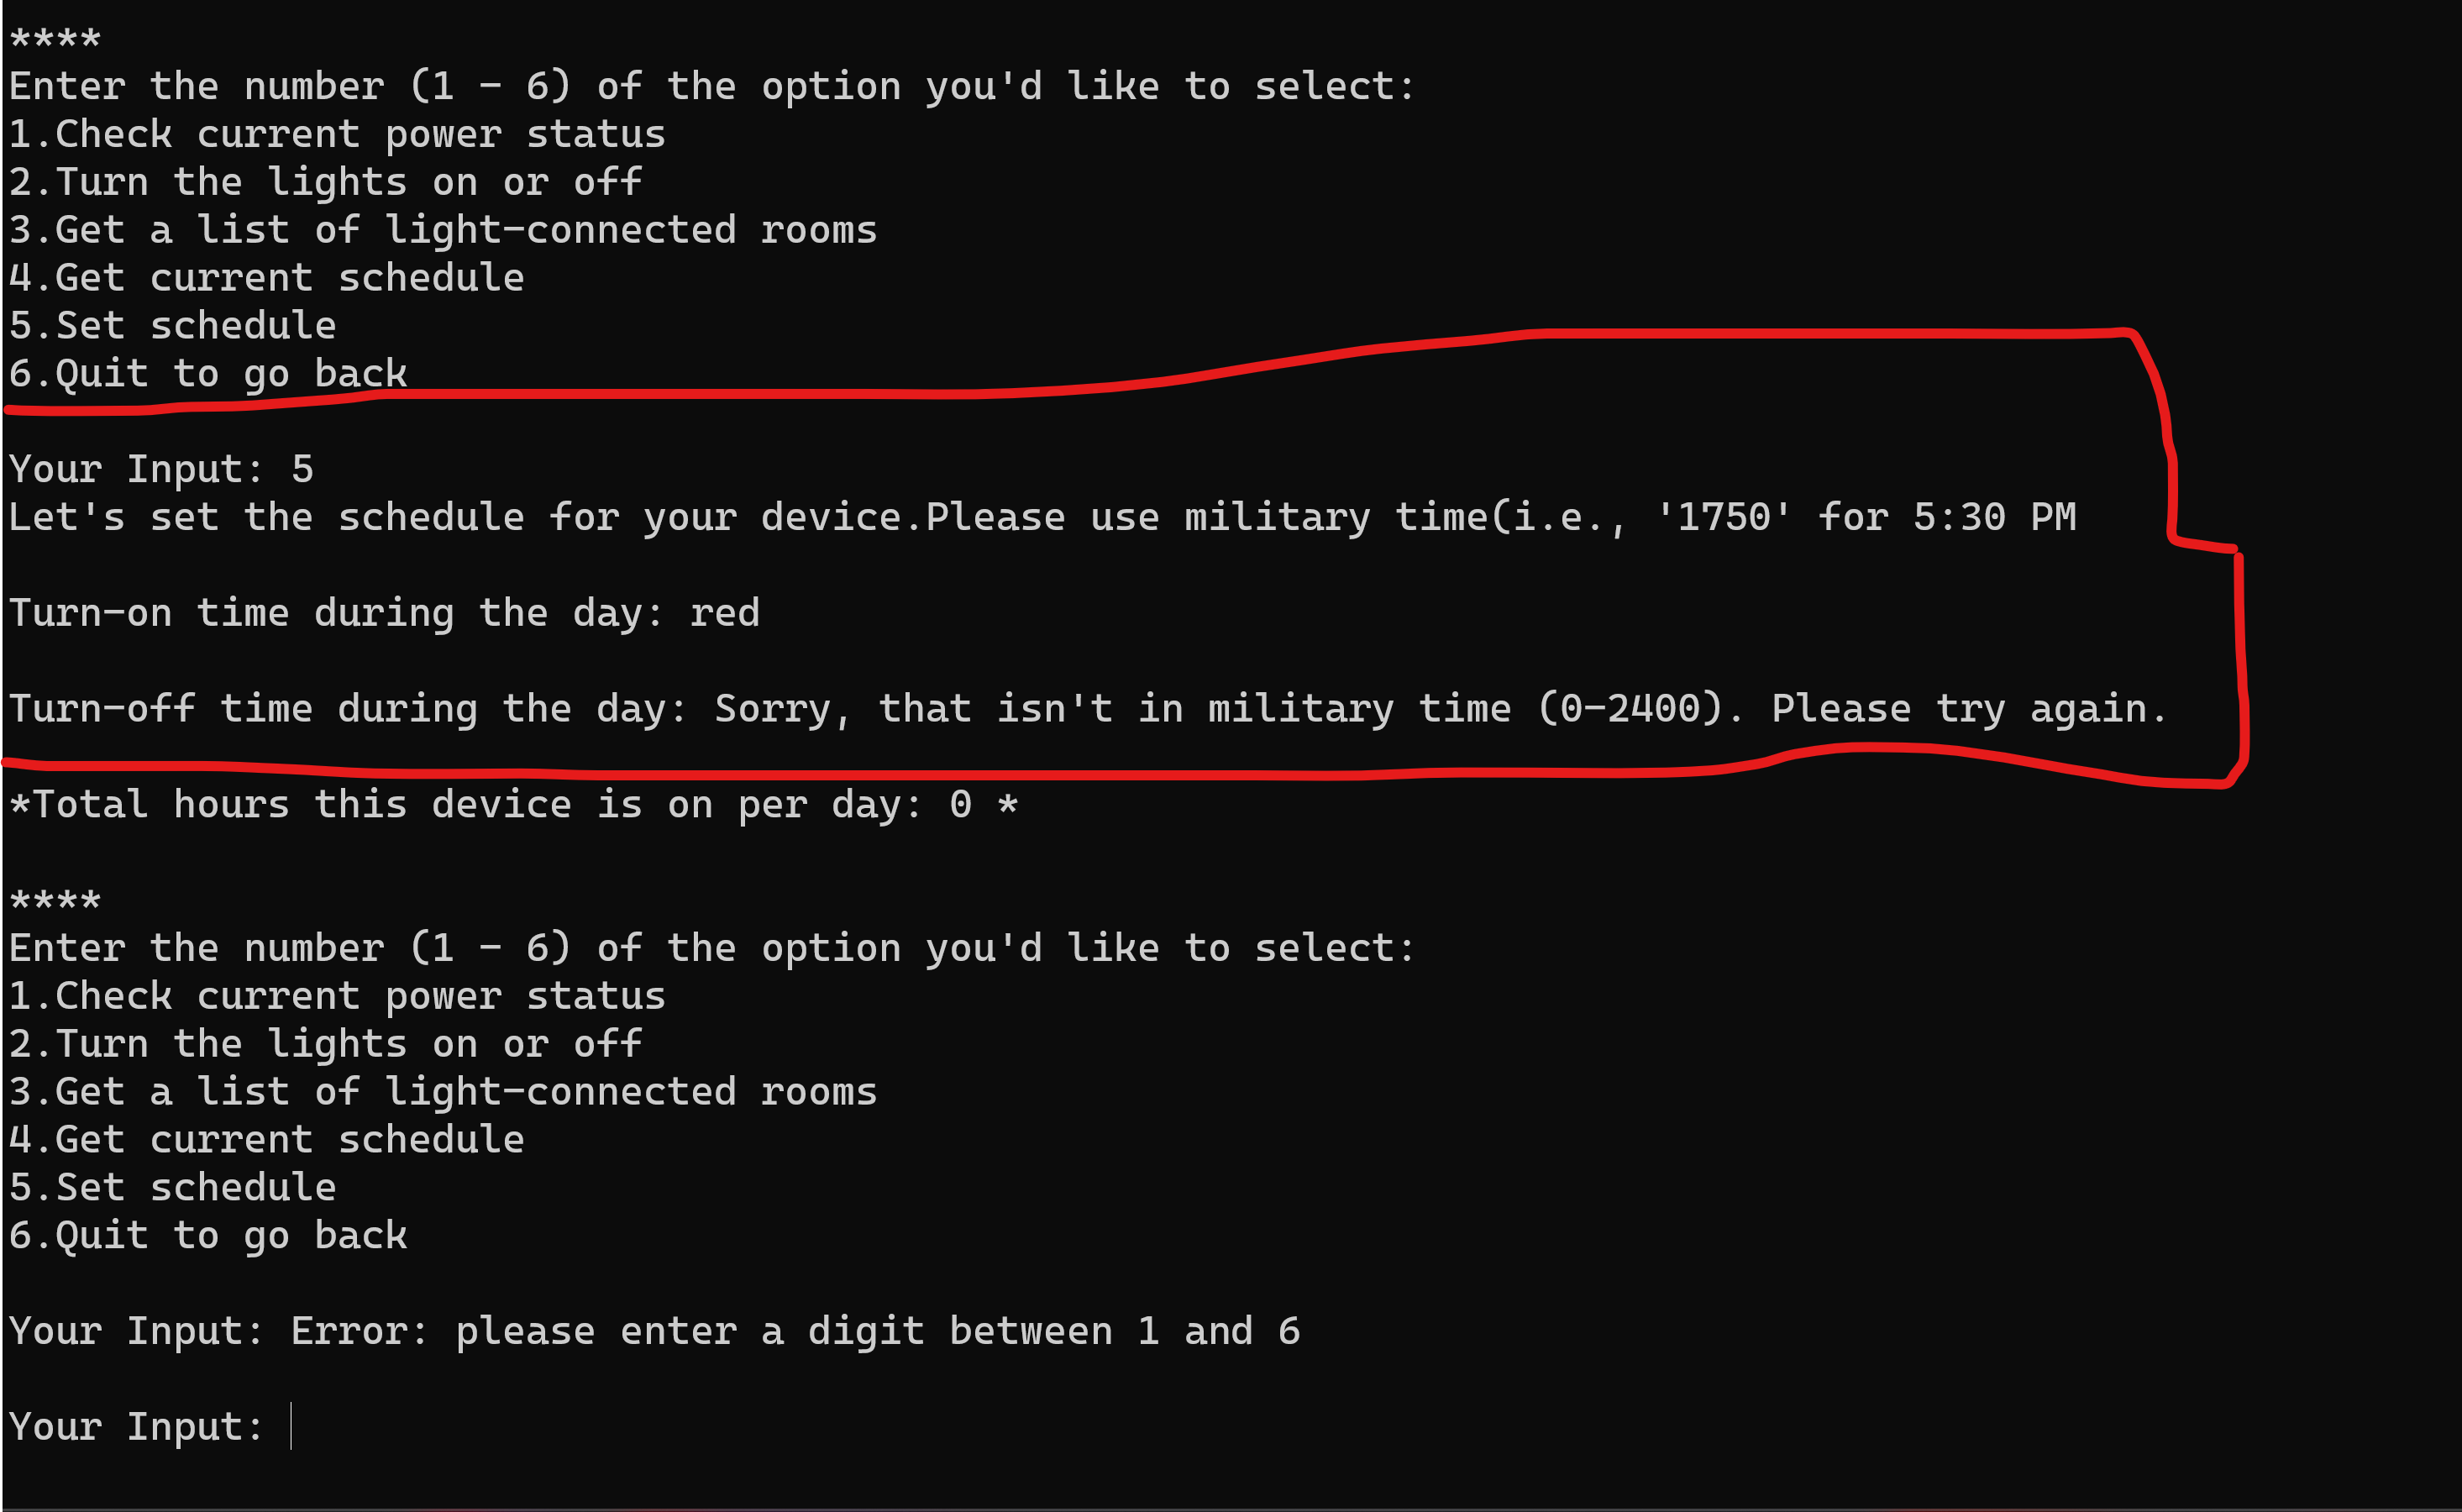 ****
Enter the number (1 - 6) of the option you'd like to select:
1.Check current power status
2.Turn the lights on or off
3.Get a list of light-connected rooms
4.Get current schedule
5.Set schedule
6.Quit to go back
Your Input: 5
Let's set the schedule for your device.Please use military time(i.e., '1750' for 5:30 PM
Turn-on time during the day: red
Turn-off time during the day: Sorry, that isn't in military time (0-2400). Please try again.
*Total hours this device is on per day: 0 *
****
Enter the number (1 - 6) of the option you'd like to select:
1.Check current power status
2.Turn the lights on or off
3.Get a list of light-connected rooms
4.Get current schedule
5.Set schedule
6.Quit to go back
Your Input: Error: please enter a digit between 1 and 6
Your Input: